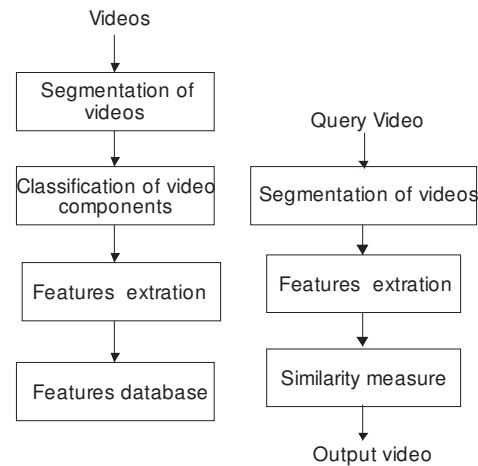 Videos
Segmentation of
videos
Classification of video
components
Features extration
Features database
Query Video
Segmentation of videos
Features extration
Similarity measure
Output video